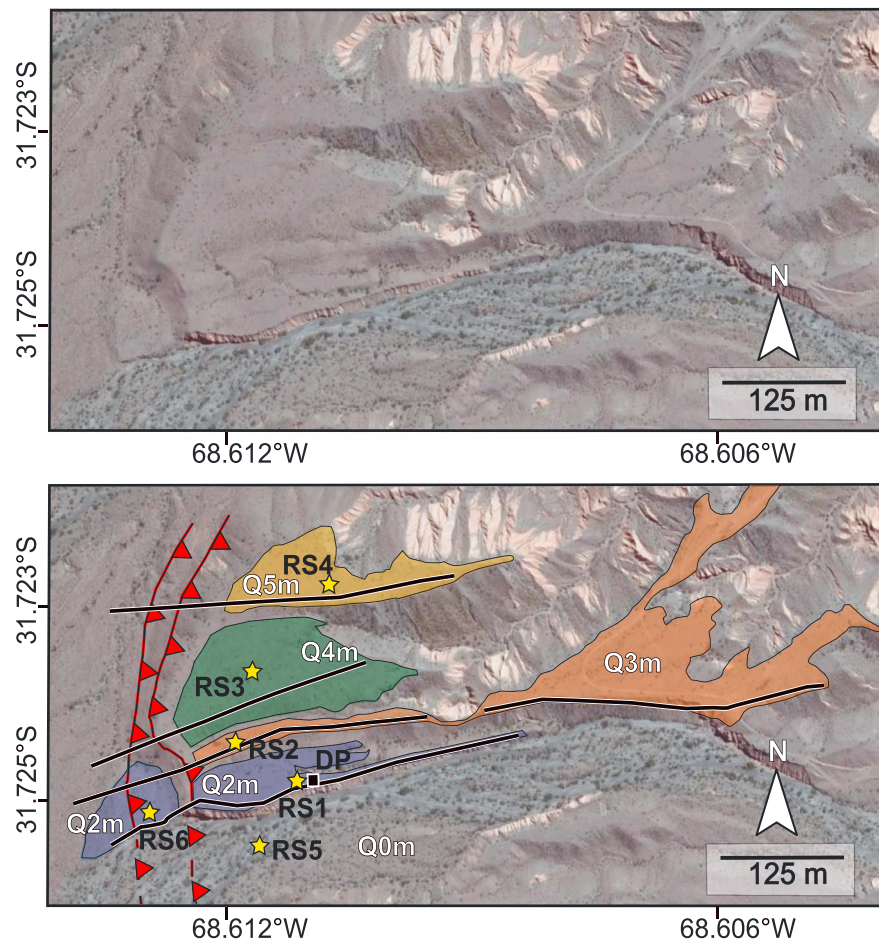 31.723°S
31.725°S
N
125 m
68.612°W
68.606°W
31.723°S
31.725°S
RS4
Q5m
Q4m
RS3
Q3m
RS2
DP
Q2m
RS1
Q2m
RS6
RS5
Q0m
N
125 m
68.612°W
68.606°W